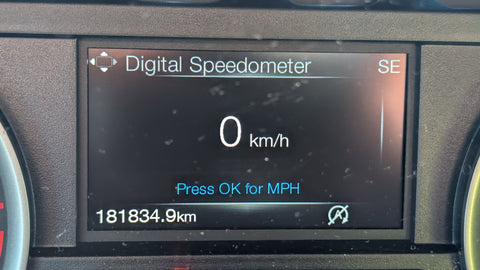 Digital Speedometer
SE
0 km/h
Press OK for MPH
181834.9km